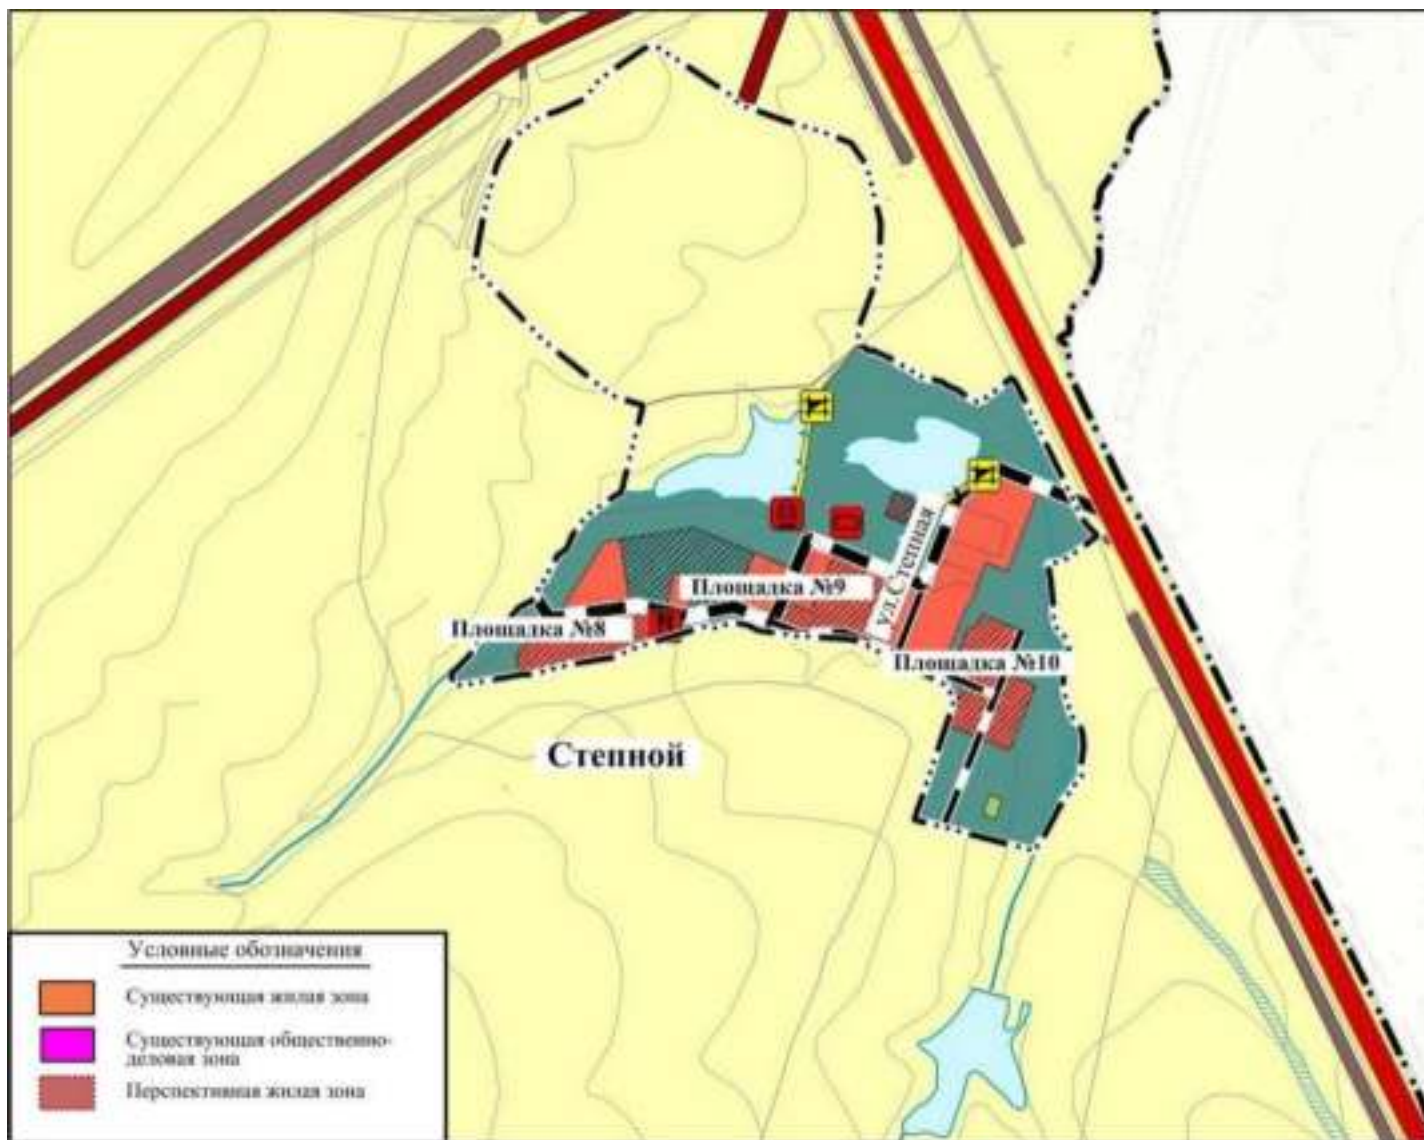 ул.Степная
Площадка №9
Площадка №8
Площадка №10
Степной
Условные обозначения
Существующая жилая зона
Существующая общественно-
деловая зона
Перспективная жилая зона